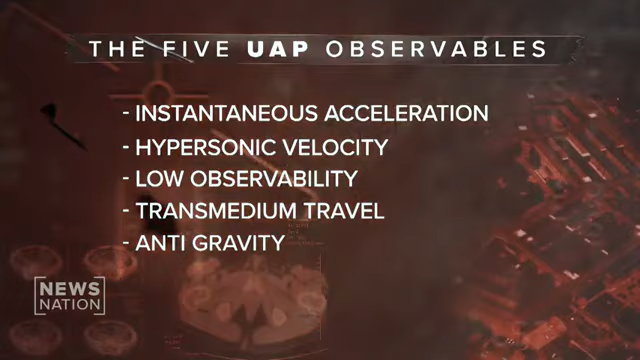 THE FIVE UAP OBSERVABLES
- INSTANTANEOUS ACCELERATION
- HYPERSONIC VELOCITY
- LOW OBSERVABILITY
- TRANSMEDIUM TRAVEL
- ANTI GRAVITY
NEWS
NATION